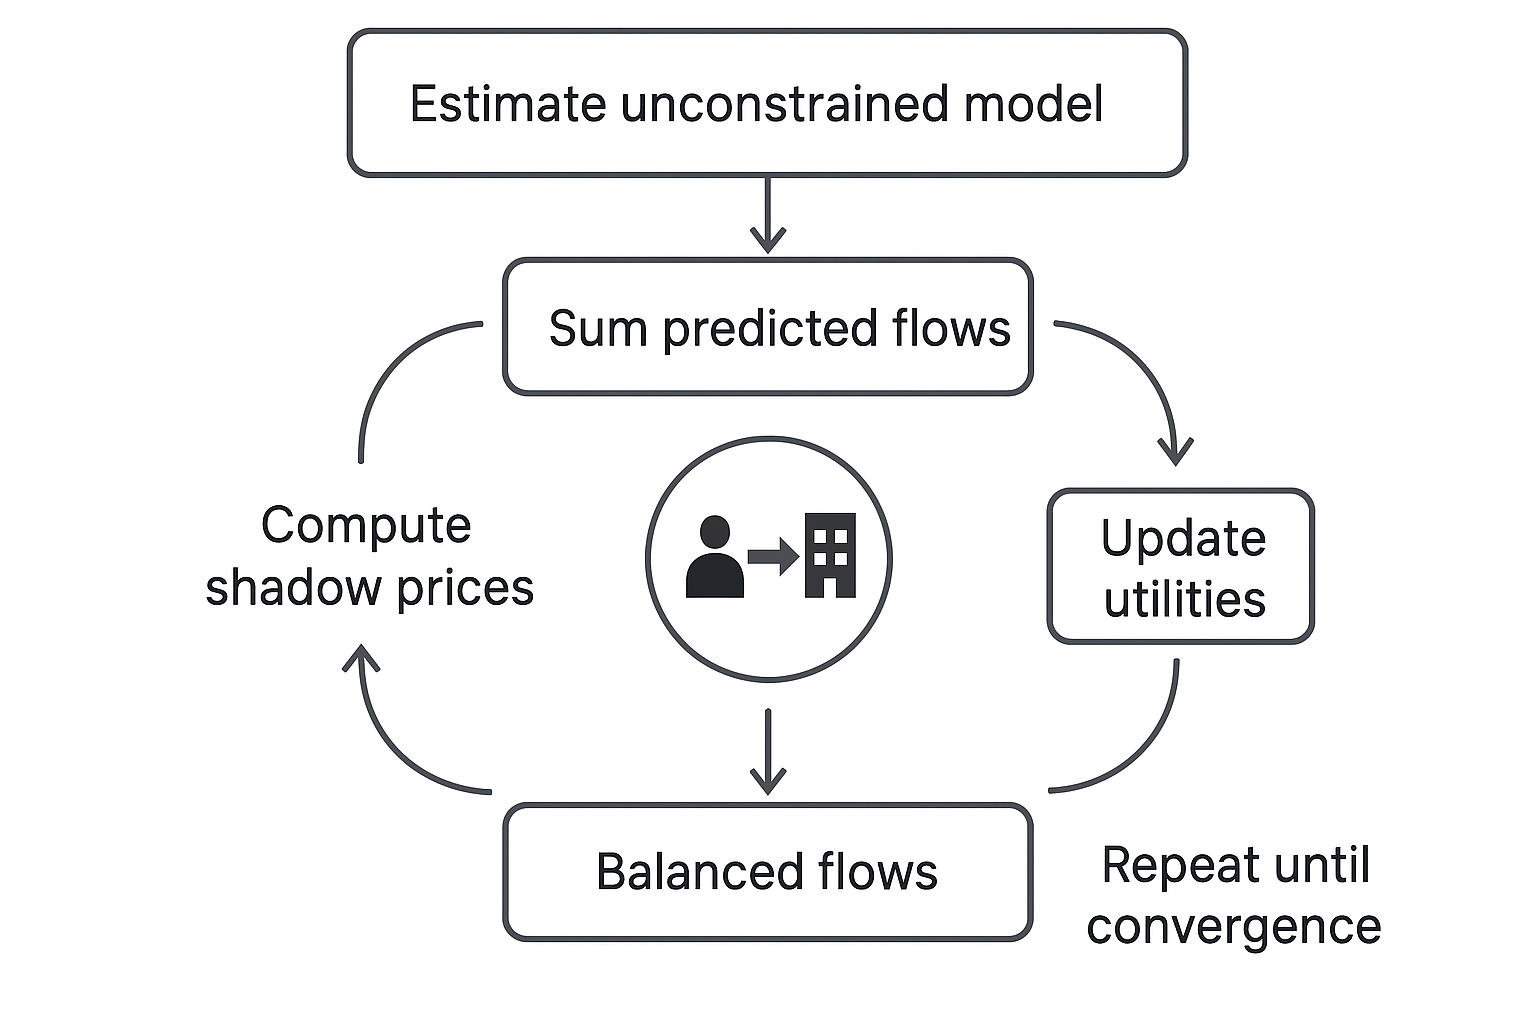 Estimate unconstrained model
Sum predicted flows
Compute
shadow prices
Update
utilities
Balanced flows
Repeat until
convergence